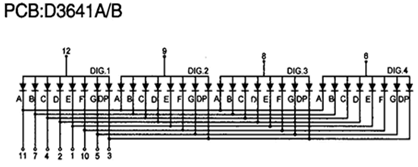 PCB:D3641A/B
12 9 8 6
DIG.1 DIG.2 DIG.3 DIG.4
A B C D E F G DP A B C D E F G DP A B C D E F G DP A B C D E F G DP
11 7 4 2 1 10 5 3